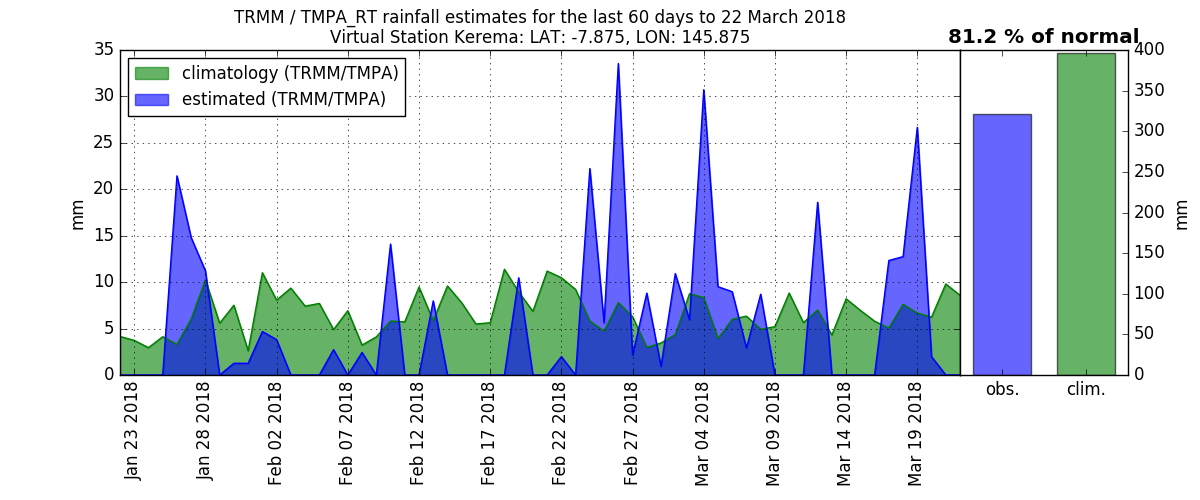 TRMM / TMPA_RT rainfall estimates for the last 60 days to 22 March 2018
Virtual Station Kerema: LAT: -7.875, LON: 145.875
81.2 % of normal
climatology (TRMM/TMPA)
estimated (TRMM/TMPA)
mm
35
30
25
20
15
10
5
0
Jan 23 2018
Jan 28 2018
Feb 02 2018
Feb 07 2018
Feb 12 2018
Feb 17 2018
Feb 22 2018
Feb 27 2018
Mar 04 2018
Mar 09 2018
Mar 14 2018
Mar 19 2018
obs.
clim.
400
350
300
250
200
150
100
50
0
mm